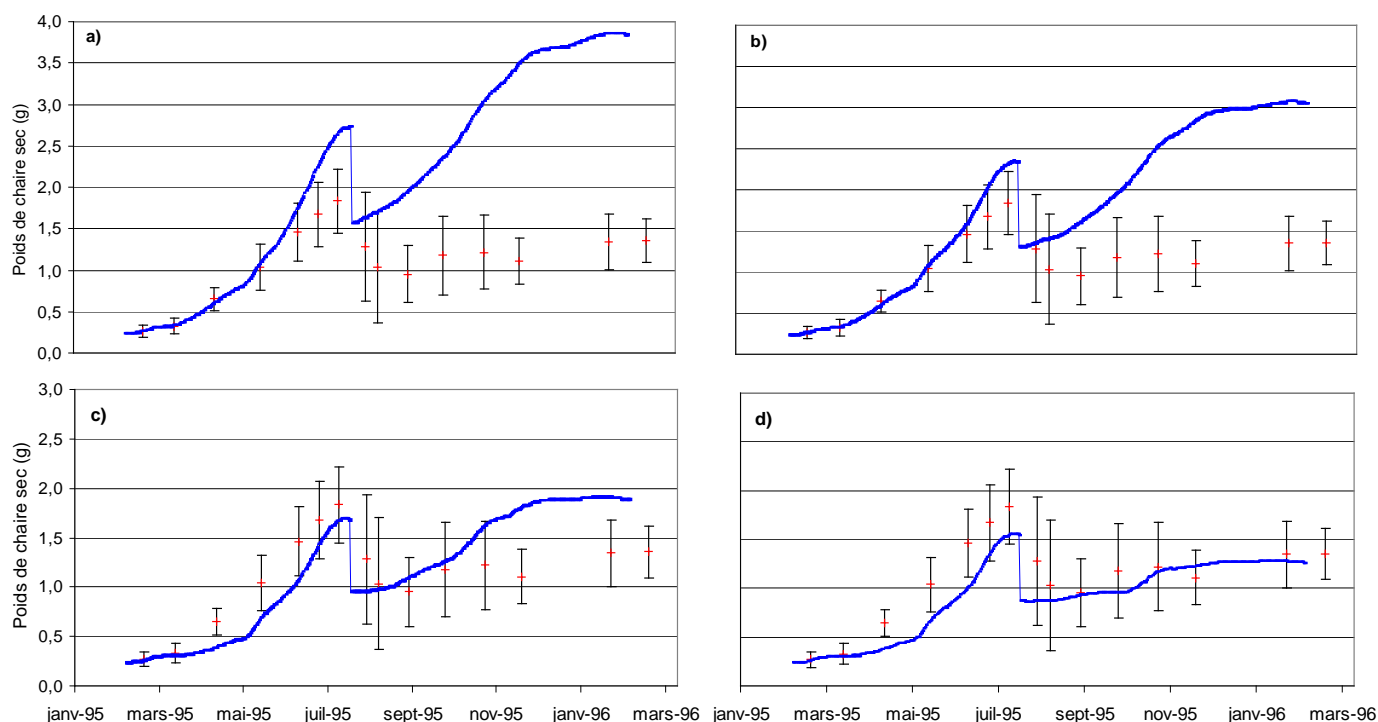 a)
b)
4,0
3,5
3,0
2,5
2,0
1,5
1,0
0,5
0,0
Poids de chaire sec (g)
c)
d)
3,0
2,5
2,0
1,5
1,0
0,5
0,0
Poids de chaire sec (g)
janv-95 mars-95 mai-95 juil-95 sept-95 nov-95 janv-96 mars-96
janv-95 mars-95 mai-95 juil-95 sept-95 nov-95 janv-96 mars-96